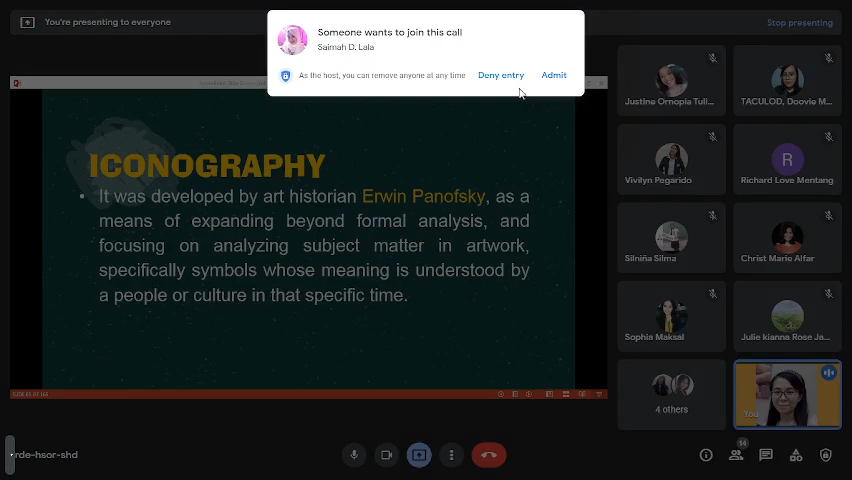 You're presenting to everyone
Stop presenting
Someone wants to join this call
Saimah D. Lala
As the host, you can remove anyone at any time
Deny entry
Admit
ICONOGRAPHY
• It was developed by art historian Erwin Panofsky, as a
means of expanding beyond formal analysis, and
focusing on analyzing subject matter in artwork,
specifically symbols whose meaning is understood by
a people or culture in that specific time.
Justine Ornopia Tuli...
TACULOD, Doovie M...
Vivilyn Pegarido
R
Richard Love Mentang
Silniña Silma
Christ Marie Alfar
Sophia Maksal
Julie kianna Rose Ja...
4 others
You
rde-hsor-shd
14